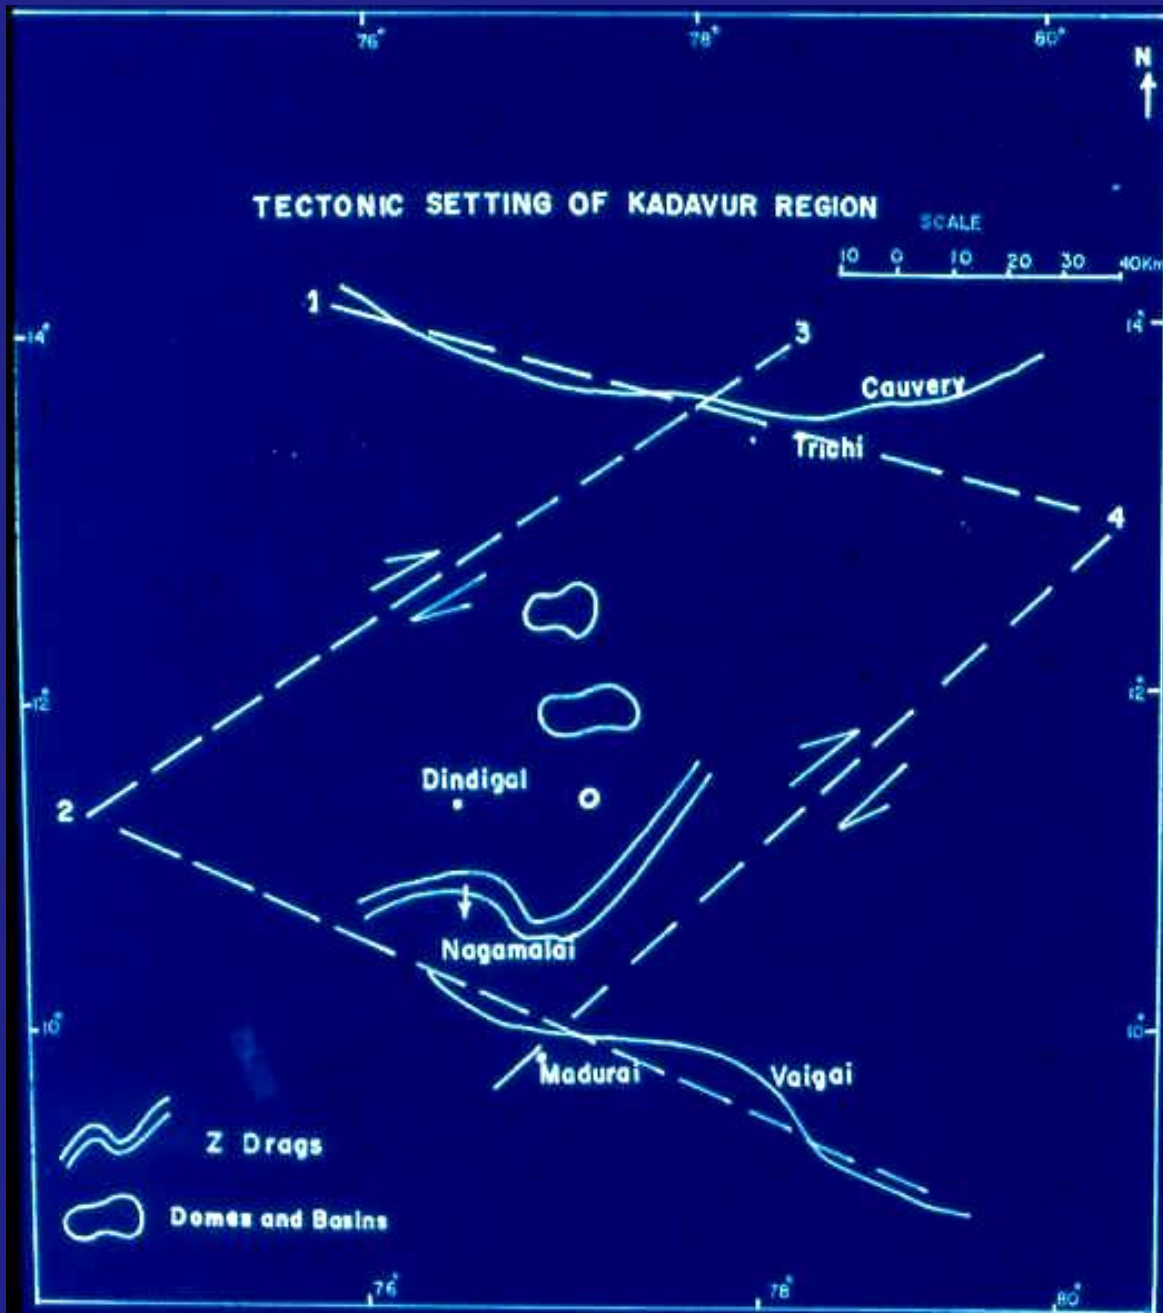 76° 78° 80°
N
TECTONIC SETTING OF KADAVUR REGION
SCALE
10 0 10 20 30 40Km
1
3
14° 14°
Cauvery
Trichi
4
12° 12°
Dindigal
2
Nagamalai
10° 10°
Madurai
Vaigai
Z Drags
Domes and Basins
76° 78° 80°